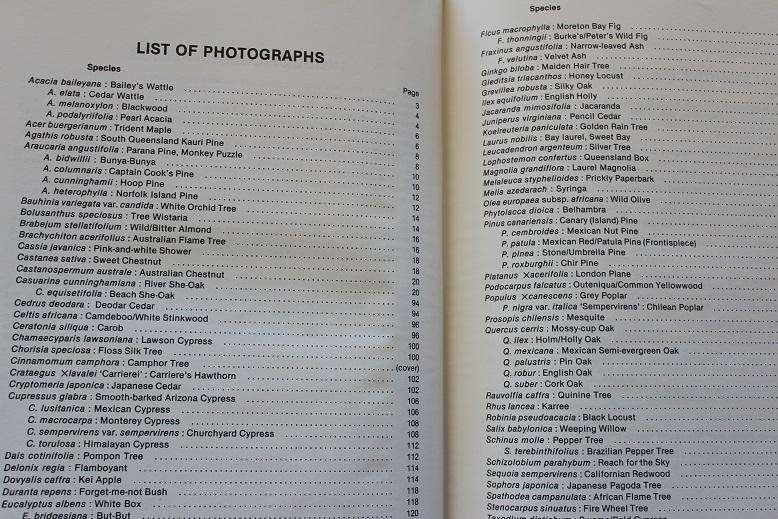 LIST OF PHOTOGRAPHS
Species Page
Acacia baileyana : Bailey's Wattle 3
A. elata : Cedar Wattle 4
A. melanoxylon : Blackwood 4
A. podalyriifolia : Pearl Acacia 6
Acer buergerianum : Trident Maple 6
Agathis robusta : South Queensland Kauri Pine 8
Araucaria angustifolia : Parana Pine, Monkey Puzzle 8
A. bidwillii : Bunya-Bunya 10
A. columnaris : Captain Cook's Pine 10
A. cunninghamii : Hoop Pine 12
A. heterophylla : Norfolk Island Pine 12
Bauhinia variegata var. candida : White Orchid Tree 14
Bolusanthus speciosus : Tree Wistaria 14
Brabejum stellatifolium : Wild/Bitter Almond 16
Brachychiton acerifolius : Australian Flame Tree 16
Cassia javanica : Pink-and-white Shower 18
Castanea sativa : Sweet Chestnut 18
Castanospermum australe : Australian Chestnut 20
Casuarina cunninghamiana : River She-Oak 20
C. equisetifolia : Beach She-Oak 94
Cedrus deodara : Deodar Cedar 94
Celtis africana : Camdeboo/White Stinkwood 96
Ceratonia siliqua : Carob 96
Chamaecyparis lawsoniana : Lawson Cypress 100
Chorisia speciosa : Floss Silk Tree 100
Cinnamomum camphora : Camphor Tree (cover)
Crataegus ×lavalei 'Carrierei' : Carriere's Hawthorn 102
Cryptomeria japonica : Japanese Cedar 102
Cupressus glabra : Smooth-barked Arizona Cypress 106
C. lusitanica : Mexican Cypress 106
C. macrocarpa : Monterey Cypress 108
C. sempervirens var. sempervirens : Churchyard Cypress 108
C. torulosa : Himalayan Cypress 112
Dais cotinifolia : Pompon Tree 112
Delonix regia : Flamboyant 114
Dovyalis caffra : Kei Apple 114
Duranta repens : Forget-me-not Bush 118
Eucalyptus albens : White Box 118
E. bridgesiana : But-But 120
Species
Ficus macrophylla : Moreton Bay Fig
F. thonningii : Burke's/Peter's Wild Fig
Fraxinus angustifolia : Narrow-leaved Ash
F. velutina : Velvet Ash
Ginkgo biloba : Maiden Hair Tree
Gleditsia triacanthos : Honey Locust
Grevillea robusta : Silky Oak
Ilex aquifolium : English Holly
Jacaranda mimosifolia : Jacaranda
Juniperus virginiana : Pencil Cedar
Koelreuteria paniculata : Golden Rain Tree
Laurus nobilis : Bay laurel, Sweet Bay
Leucadendron argenteum : Silver Tree
Lophostemon confertus : Queensland Box
Magnolia grandiflora : Laurel Magnolia
Melaleuca styphelioides : Prickly Paperbark
Melia azedarach : Syringa
Olea europaea subsp. africana : Wild Olive
Phytolacca dioica : Belhambra
Pinus canariensis : Canary (Island) Pine
P. cembroides : Mexican Nut Pine
P. patula : Mexican Red/Patula Pine (Frontispiece)
P. pinea : Stone/Umbrella Pine
P. roxburghii : Chir Pine
Platanus ×acerifolia : London Plane
Podocarpus falcatus : Outeniqua/Common Yellowwood
Populus ×canescens : Grey Poplar
P. nigra var. italica 'Sempervirens' : Chilean Poplar
Prosopis chilensis : Mesquite
Quercus cerris : Mossy-cup Oak
Q. ilex : Holm/Holly Oak
Q. mexicana : Mexican Semi-evergreen Oak
Q. palustris : Pin Oak
Q. robur : English Oak
Q. suber : Cork Oak
Rauvolfia caffra : Quinine Tree
Rhus lancea : Karree
Robinia pseudoacacia : Black Locust
Salix babylonica : Weeping Willow
Schinus molle : Pepper Tree
S. terebinthifolius : Brazilian Pepper Tree
Schizolobium parahybum : Reach for the Sky
Sequoia sempervirens : Californian Redwood
Sophora japonica : Japanese Pagoda Tree
Spathodea campanulata : African Flame Tree
Stenocarpus sinuatus : Fire Wheel Tree